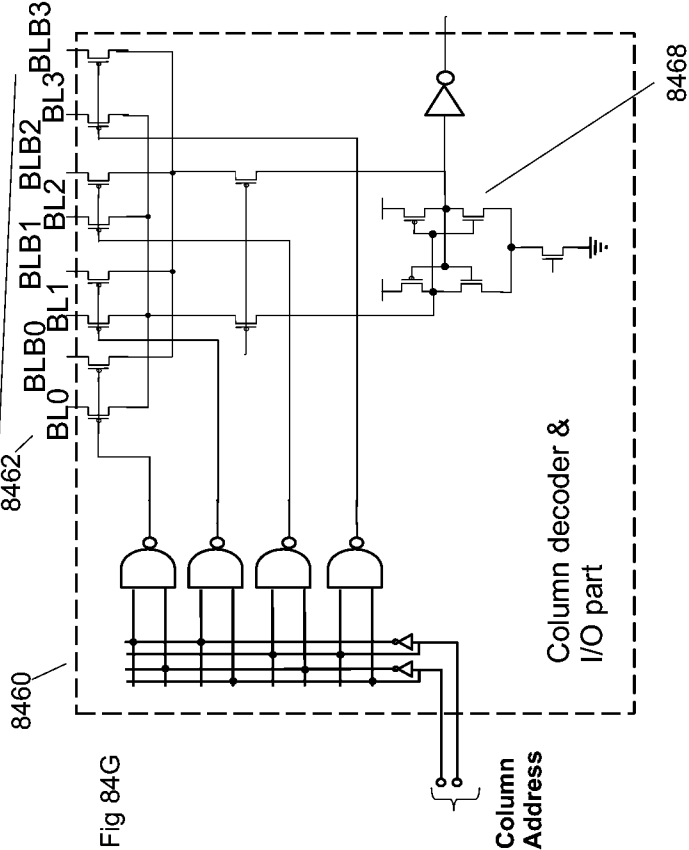 8462
BL0
BLB0
BL1
BLB1
BL2
BLB2
BL3
BLB3
8468
8460
Column decoder &
I/O part
Column
Address
Fig 84G